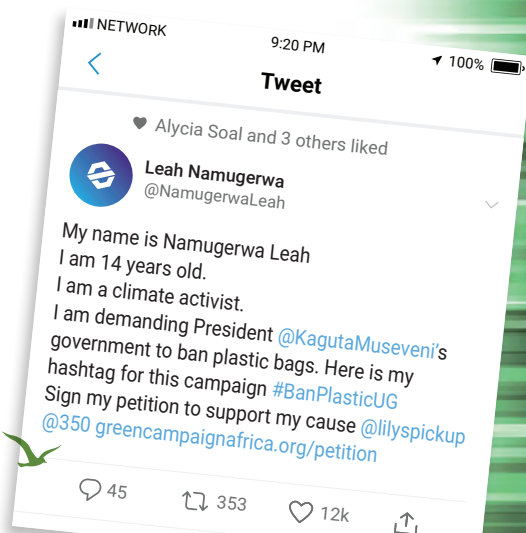 NETWORK
9:20 PM
100%
Tweet
Alycia Soal and 3 others liked
Leah Namugerwa
@NamugerwaLeah
My name is Namugerwa Leah
I am 14 years old.
I am a climate activist.
I am demanding President @KagutaMuseveni's
government to ban plastic bags. Here is my
hashtag for this campaign #BanPlasticUG
Sign my petition to support my cause @lilyspickup
@350 greencampaignafrica.org/petition
45
353
12k